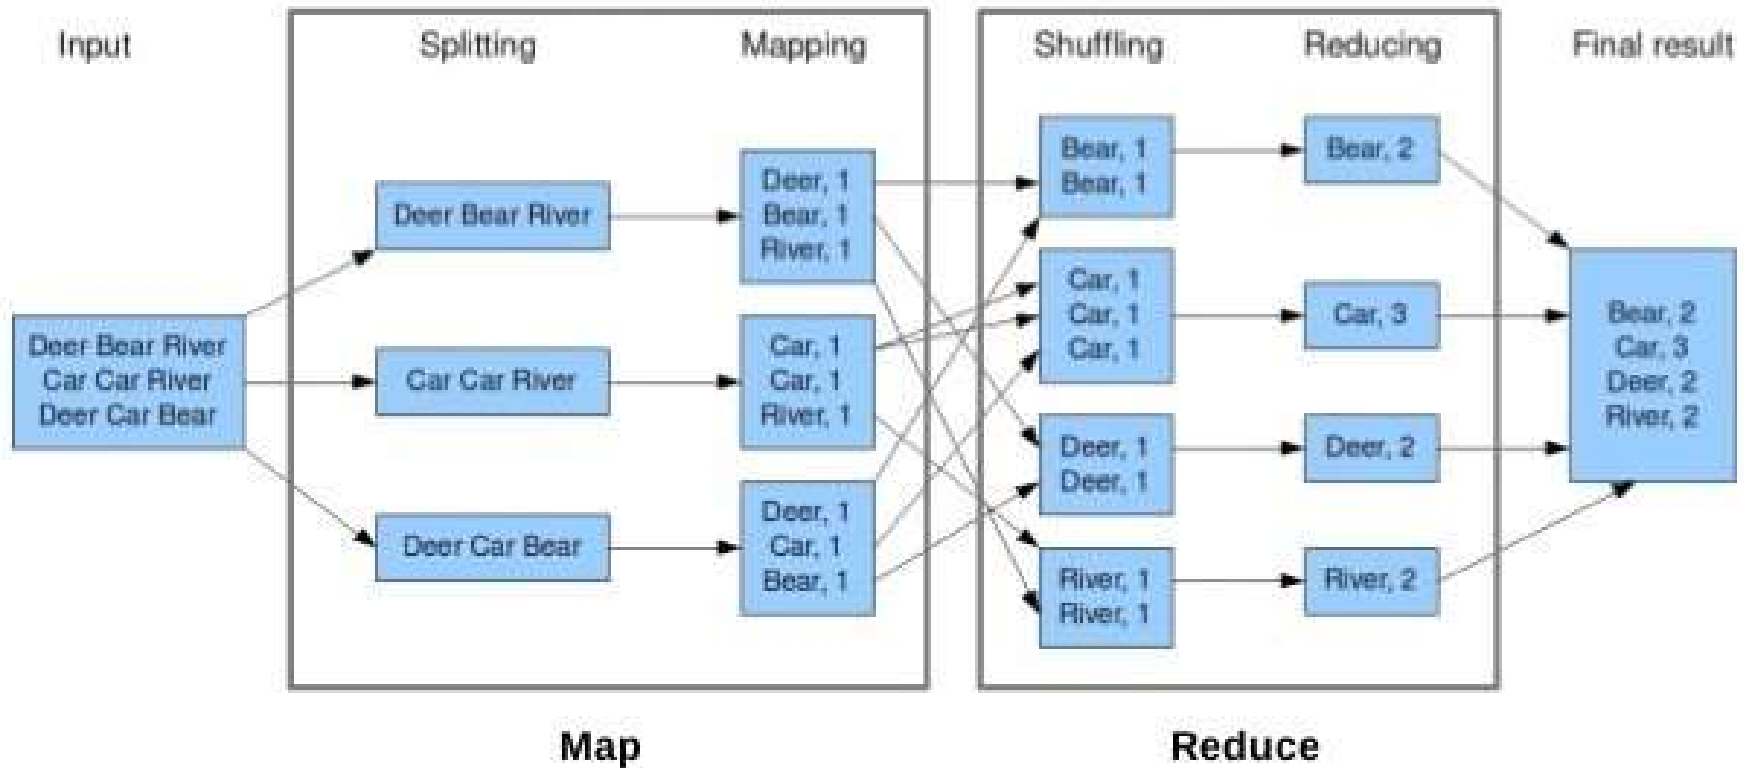 Input
Splitting
Mapping
Shuffling
Reducing
Final result
Deer Bear River
Car Car River
Deer Car Bear
Deer Bear River
Car Car River
Deer Car Bear
Deer, 1
Bear, 1
River, 1
Car, 1
Car, 1
River, 1
Deer, 1
Car, 1
Bear, 1
Bear, 1
Bear, 1
Car, 1
Car, 1
Car, 1
Deer, 1
Deer, 1
River, 1
River, 1
Bear, 2
Car, 3
Deer, 2
River, 2
Bear, 2
Car, 3
Deer, 2
River, 2
Map
Reduce